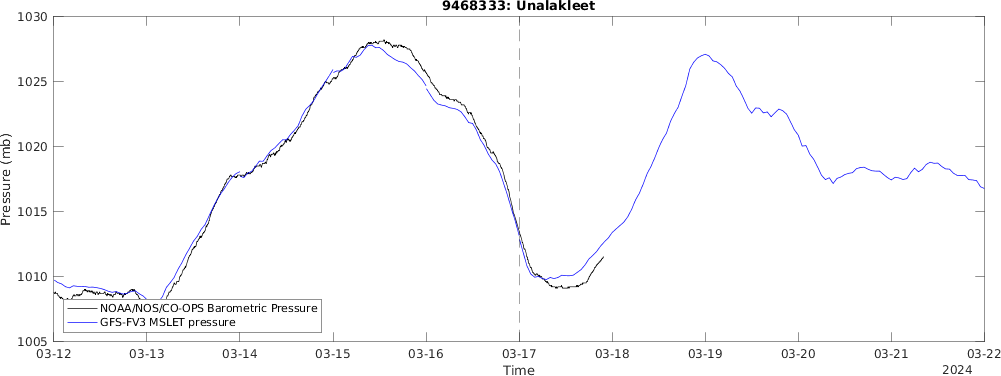 9468333: Unalakleet
Pressure (mb)
1030
1025
1020
1015
1010
1005
NOAA/NOS/CO-OPS Barometric Pressure
GFS-FV3 MSLET pressure
03-12 03-13 03-14 03-15 03-16 03-17 03-18 03-19 03-20 03-21 03-22
Time
2024